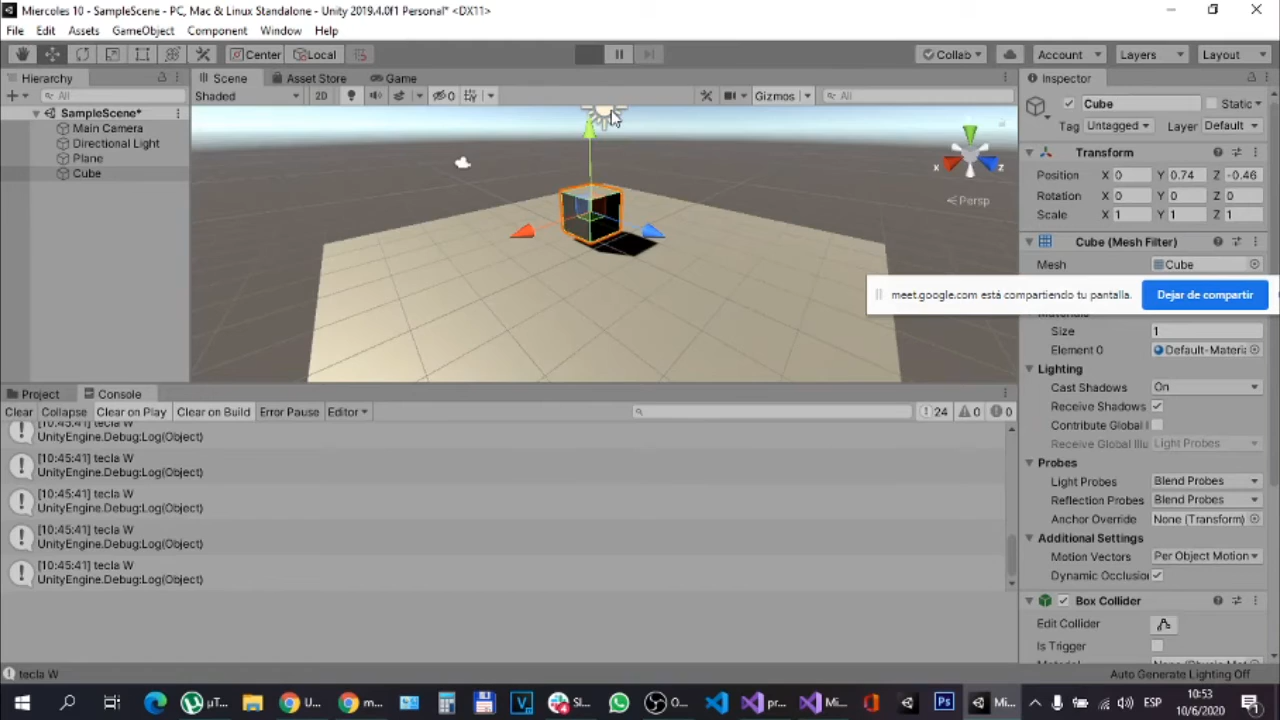 Miercoles 10 - SampleScene - PC, Mac & Linux Standalone - Unity 2019.4.0f1 Personal* <DX11>
File Edit Assets GameObject Component Window Help
Center Local Collab Account Layers Layout
Hierarchy Scene Asset Store Game Inspector
All Shaded 2D 0 Gizmos All Cube Static
SampleScene*
Main Camera
Directional Light
Plane
Cube
X Z
Persp
Tag Untagged Layer Default
Transform
Position X 0 Y 0.74 Z -0.46
Rotation X 0 Y 0 Z 0
Scale X 1 Y 1 Z 1
Cube (Mesh Filter)
Mesh Cube
meet.google.com está compartiendo tu pantalla. Dejar de compartir
Size 1
Element 0 Default-Materia
Lighting
Cast Shadows On
Receive Shadows
Contribute Global I
Receive Global Illu Light Probes
Probes
Light Probes Blend Probes
Reflection Probes Blend Probes
Anchor Override None (Transform)
Additional Settings
Motion Vectors Per Object Motion
Dynamic Occlusion
Box Collider
Edit Collider
Is Trigger
Project Console
Clear Collapse Clear on Play Clear on Build Error Pause Editor 24 0 0
[10:45:41] tecla W
UnityEngine.Debug:Log(Object)
[10:45:41] tecla W
UnityEngine.Debug:Log(Object)
[10:45:41] tecla W
UnityEngine.Debug:Log(Object)
[10:45:41] tecla W
UnityEngine.Debug:Log(Object)
[10:45:41] tecla W
UnityEngine.Debug:Log(Object)
tecla W
Auto Generate Lighting Off
µT... U... m... Sl... O... pr... Mi... Mi...
ESP
10:53
10/6/2020